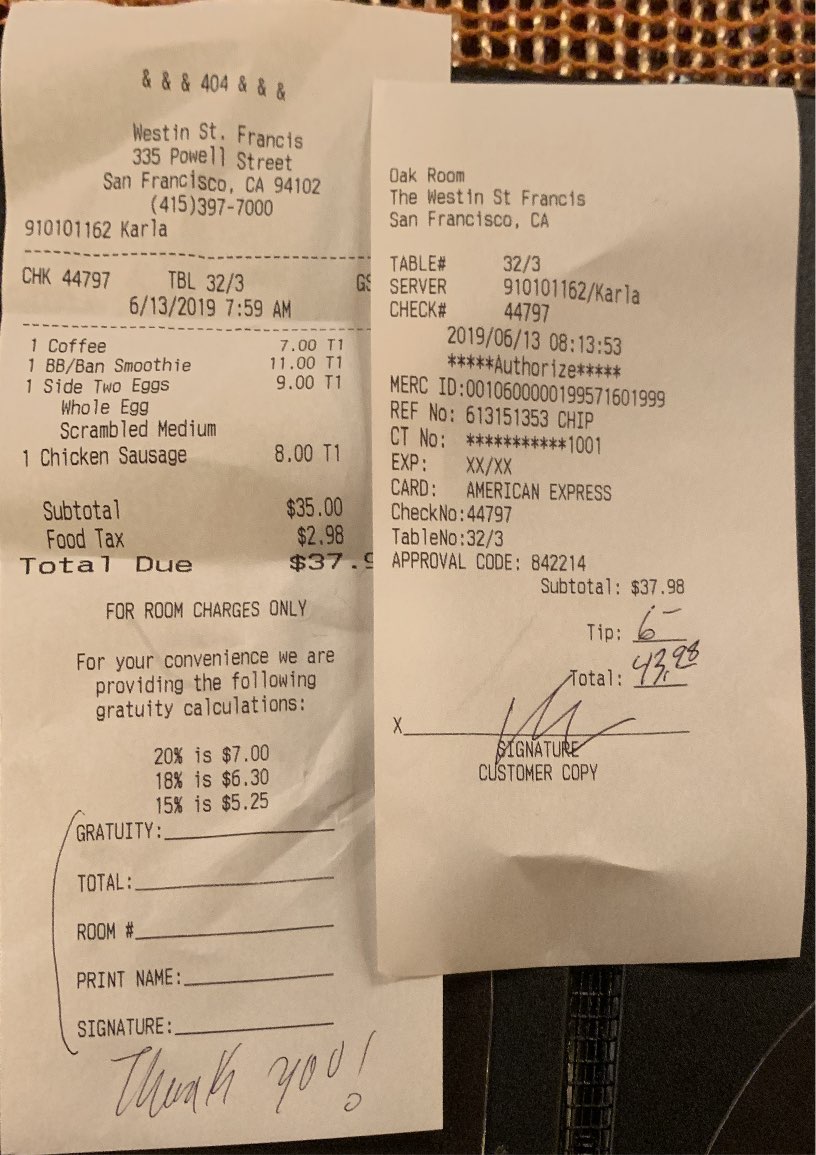 & & & 404 & & &
Westin St. Francis
335 Powell Street
San Francisco, CA 94102
(415)397-7000
910101162 Karla
CHK 44797 TBL 32/3 GS
6/13/2019 7:59 AM
1 Coffee 7.00 T1
1 BB/Ban Smoothie 11.00 T1
1 Side Two Eggs 9.00 T1
Whole Egg
Scrambled Medium
1 Chicken Sausage 8.00 T1
Subtotal $35.00
Food Tax $2.98
Total Due $37.9
FOR ROOM CHARGES ONLY
For your convenience we are
providing the following
gratuity calculations:
20% is $7.00
18% is $6.30
15% is $5.25
GRATUITY:
TOTAL:
ROOM #
PRINT NAME:
SIGNATURE:
Thank you!
Oak Room
The Westin St Francis
San Francisco, CA
TABLE# 32/3
SERVER 910101162/Karla
CHECK# 44797
2019/06/13 08:13:53
*****Authorize*****
MERC ID:0010600000199571601999
REF No: 613151353 CHIP
CT No: ***********1001
EXP: XX/XX
CARD: AMERICAN EXPRESS
CheckNo:44797
TableNo:32/3
APPROVAL CODE: 842214
Subtotal: $37.98
Tip: 6-
Total: 43.98
X
SIGNATURE
CUSTOMER COPY